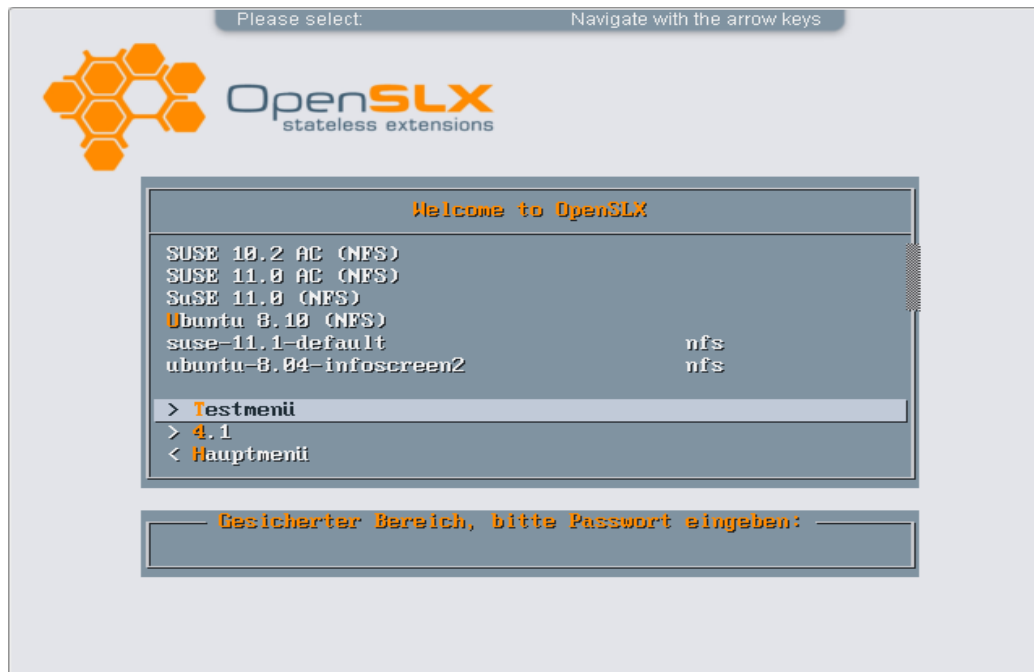 Please select: Navigate with the arrow keys
OpenSLX
stateless extensions
Welcome to OpenSLX
SUSE 10.2 AC (NFS)
SUSE 11.0 AC (NFS)
SuSE 11.0 (NFS)
Ubuntu 8.10 (NFS)
suse-11.1-default nfs
ubuntu-8.04-infoscreen2 nfs
> Testmenü
> 4.1
< Hauptmenü
Gesicherter Bereich, bitte Passwort eingeben: